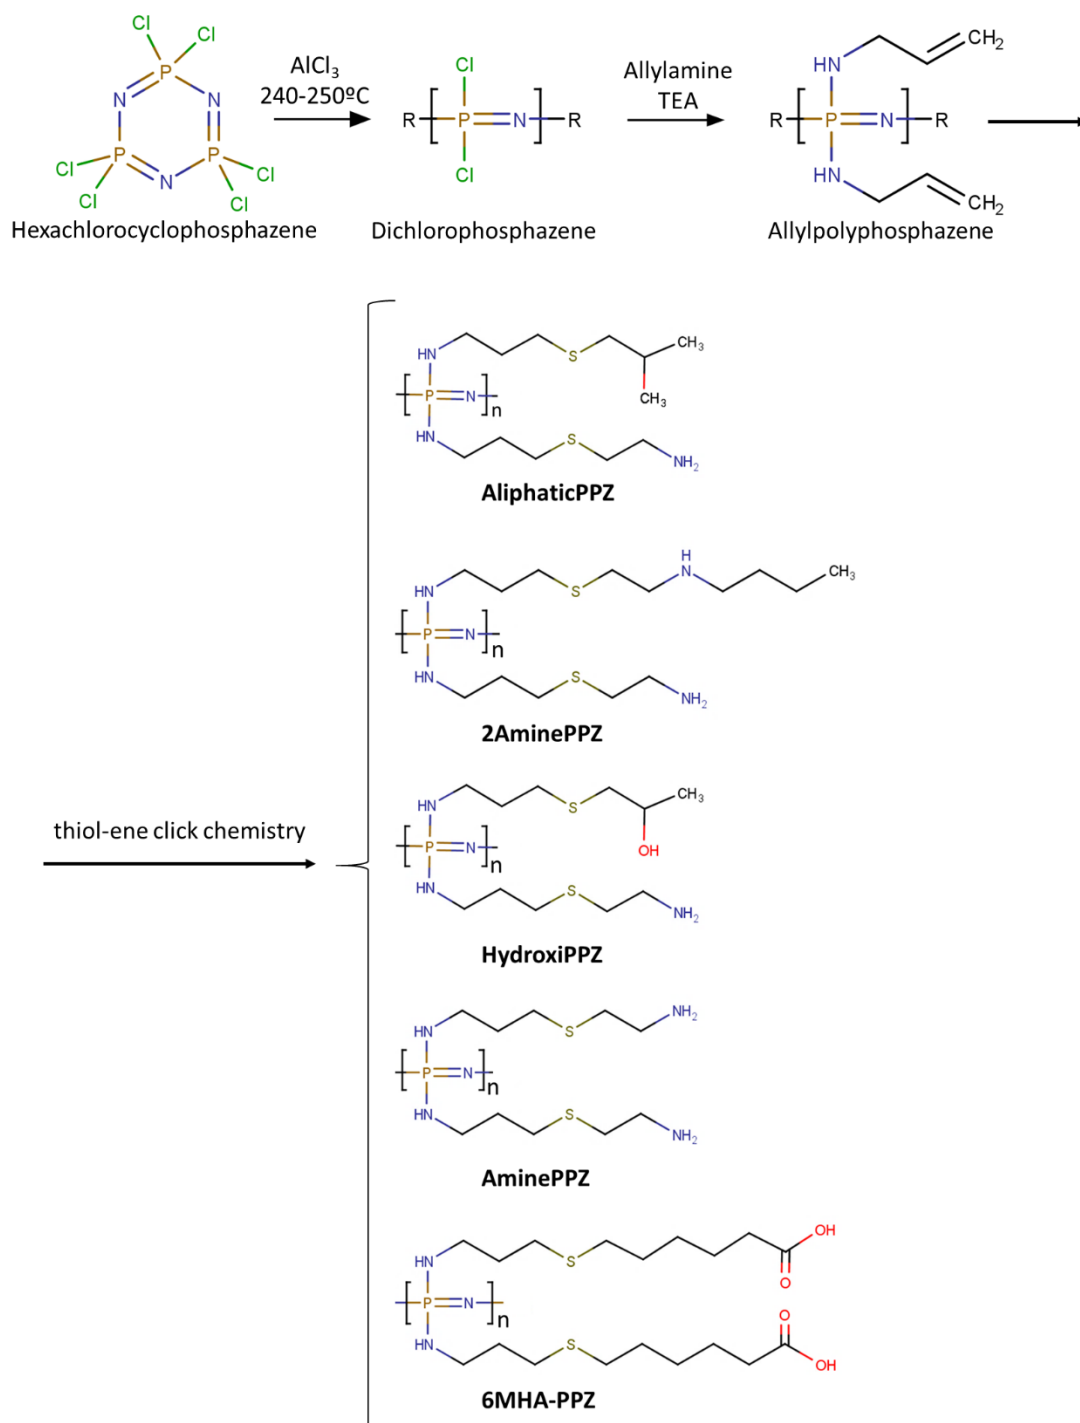 Cl
Cl
P
N
N
Cl
P
P
Cl
Cl
N
Cl
Hexachlorocyclophosphazene
AlCl3
240-250ºC
Cl
R
P
N
R
Cl
Dichlorophosphazene
Allylamine
TEA
CH2
HN
R
P
N
R
HN
CH2
Allylpolyphosphazene
thiol-ene click chemistry
HN
S
CH3
CH3
P
N
n
HN
S
NH2
AliphaticPPZ
H
N
CH3
HN
S
P
N
n
HN
S
NH2
2AminePPZ
HN
S
CH3
OH
P
N
n
HN
S
NH2
HydroxiPPZ
NH2
HN
S
P
N
n
HN
S
NH2
AminePPZ
OH
HN
S
O
P
N
n
O
HN
S
OH
6MHA-PPZ